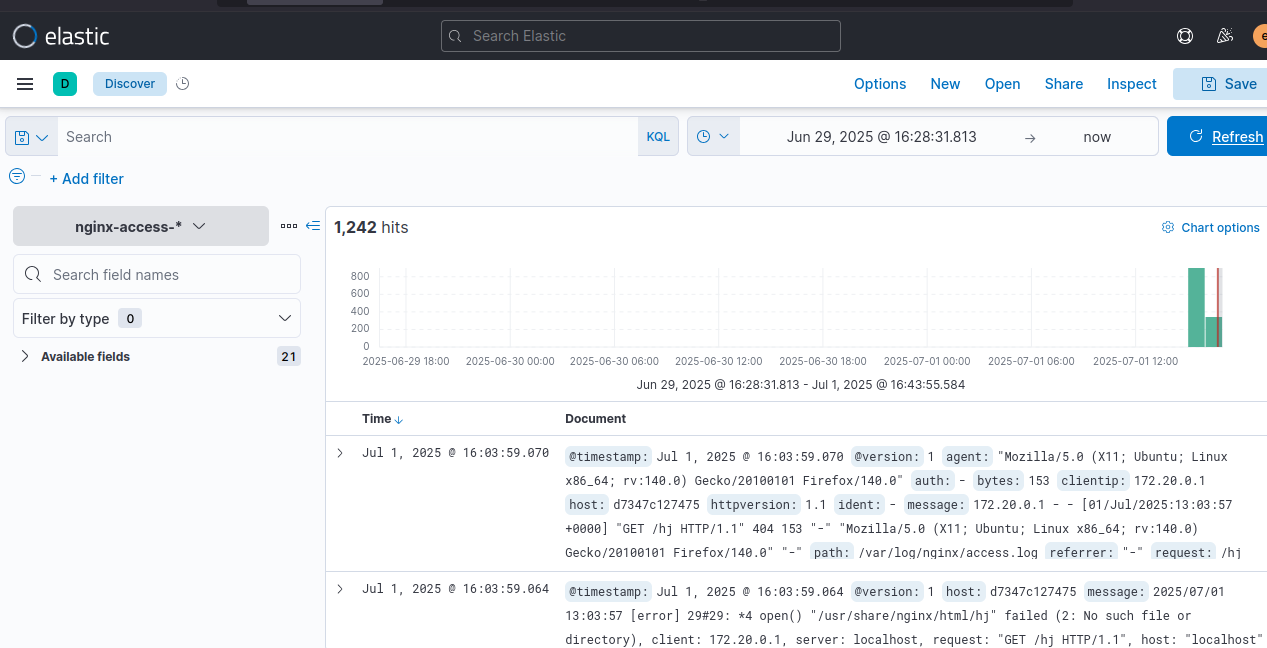 elastic
Search Elastic
e
D
Discover
Options
New
Open
Share
Inspect
Save
Search
KQL
Jun 29, 2025 @ 16:28:31.813
→
now
Refresh
+ Add filter
nginx-access-*
1,242 hits
Chart options
Search field names
Filter by type 0
Available fields 21
800
600
400
200
0
2025-06-29 18:00
2025-06-30 00:00
2025-06-30 06:00
2025-06-30 12:00
2025-06-30 18:00
2025-07-01 00:00
2025-07-01 06:00
2025-07-01 12:00
Jun 29, 2025 @ 16:28:31.813 - Jul 1, 2025 @ 16:43:55.584
Time↓ Document
Jul 1, 2025 @ 16:03:59.070
@timestamp: Jul 1, 2025 @ 16:03:59.070 @version: 1 agent: "Mozilla/5.0 (X11; Ubuntu; Linux
x86_64; rv:140.0) Gecko/20100101 Firefox/140.0" auth: - bytes: 153 clientip: 172.20.0.1
host: d7347c127475 httpversion: 1.1 ident: - message: 172.20.0.1 - - [01/Jul/2025:13:03:57
+0000] "GET /hj HTTP/1.1" 404 153 "-" "Mozilla/5.0 (X11; Ubuntu; Linux x86_64; rv:140.0)
Gecko/20100101 Firefox/140.0" "-" path: /var/log/nginx/access.log referrer: "-" request: /hj
Jul 1, 2025 @ 16:03:59.064
@timestamp: Jul 1, 2025 @ 16:03:59.064 @version: 1 host: d7347c127475 message: 2025/07/01
13:03:57 [error] 29#29: *4 open() "/usr/share/nginx/html/hj" failed (2: No such file or
directory), client: 172.20.0.1, server: localhost, request: "GET /hj HTTP/1.1", host: "localhost"